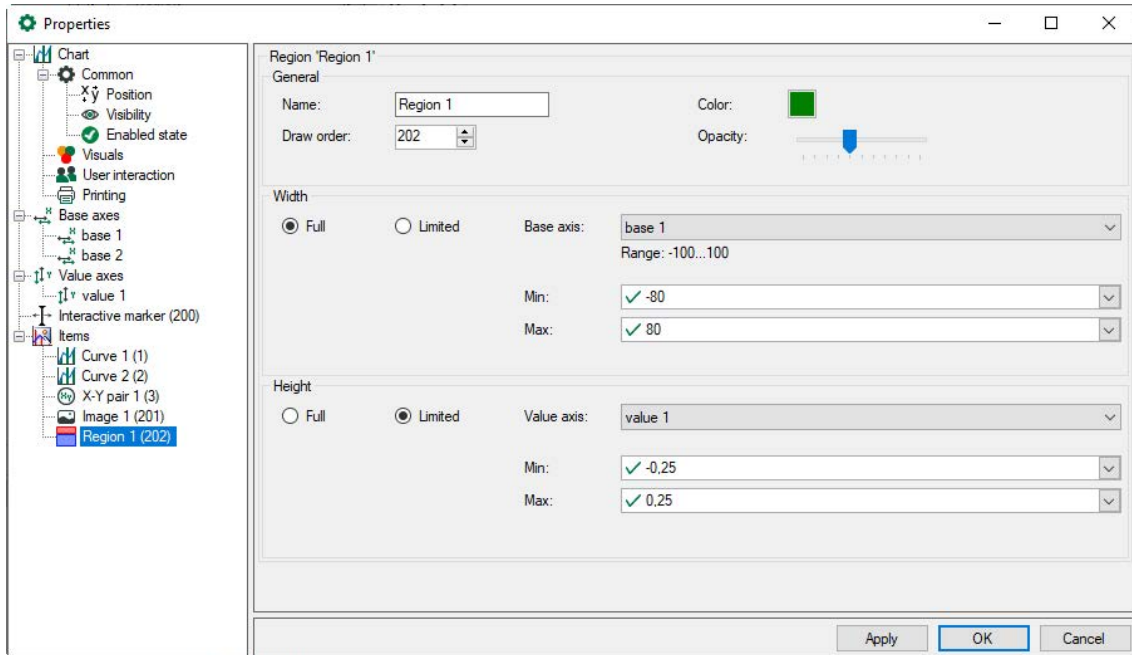 Properties
Chart
Common
Position
Visibility
Enabled state
Visuals
User interaction
Printing
Base axes
base 1
base 2
Value axes
value 1
Interactive marker (200)
Items
Curve 1 (1)
Curve 2 (2)
X-Y pair 1 (3)
Image 1 (201)
Region 1 (202)
Region 'Region 1'
General
Name: Region 1 Color:
Draw order: 202 Opacity:
Width
Full Limited Base axis: base 1
Range: -100...100
Min: -80
Max: 80
Height
Full Limited Value axis: value 1
Min: -0,25
Max: 0,25
Apply OK Cancel